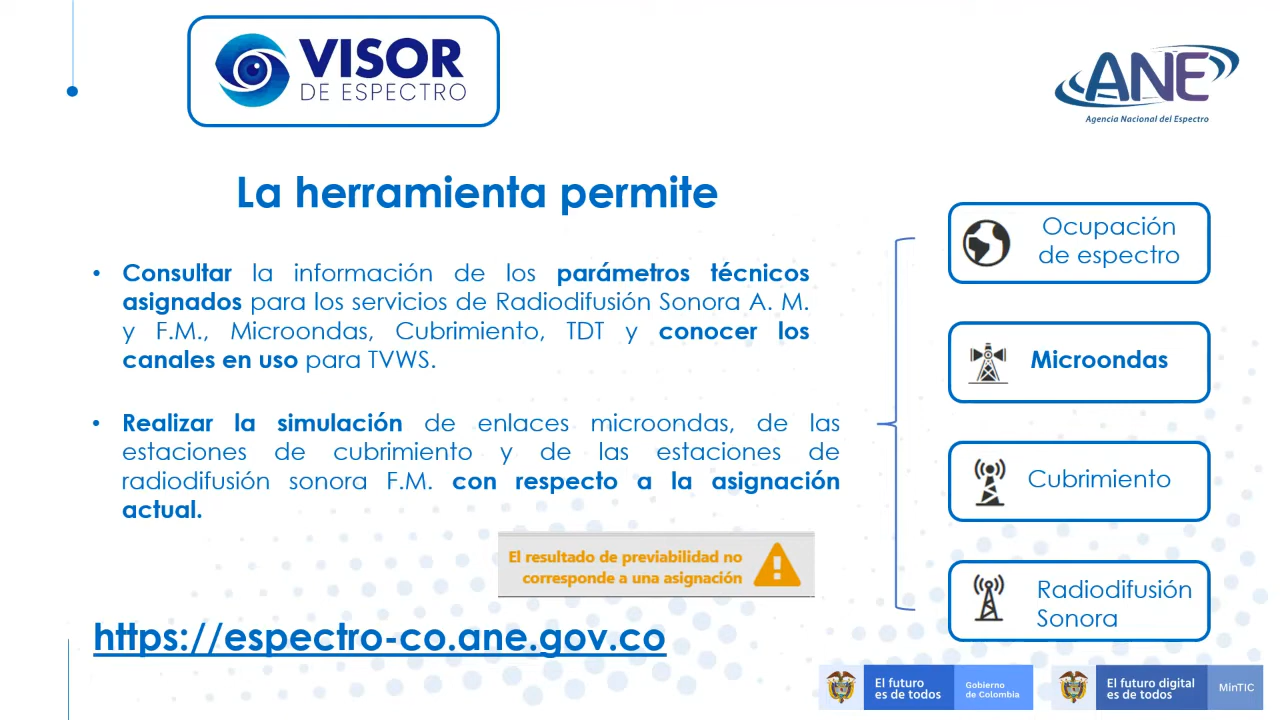 VISOR
DE ESPECTRO
ANE
Agencia Nacional del Espectro
La herramienta permite
• Consultar la información de los parámetros técnicos
asignados para los servicios de Radiodifusión Sonora A. M.
y F.M., Microondas, Cubrimiento, TDT y conocer los
canales en uso para TVWS.
• Realizar la simulación de enlaces microondas, de las
estaciones de cubrimiento y de las estaciones de
radiodifusión sonora F.M. con respecto a la asignación
actual.
El resultado de previabilidad no
corresponde a una asignación
https://espectro-co.ane.gov.co
Ocupación
de espectro
Microondas
Cubrimiento
Radiodifusión
Sonora
El futuro
es de todos
Gobierno
de Colombia
El futuro digital
es de todos
MinTIC